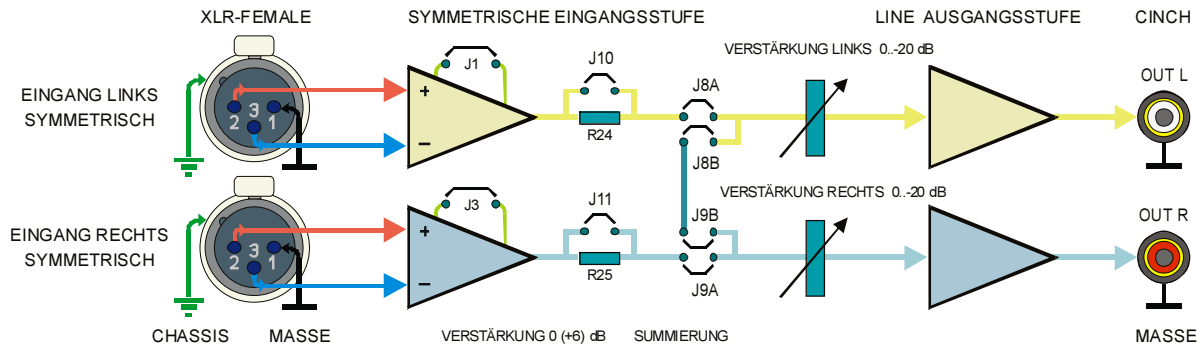 XLR-FEMALE
SYMMETRISCHE EINGANGSSTUFE
LINE AUSGANGSSTUFE
CINCH
VERSTÄRKUNG LINKS 0..-20 dB
J1
J10
J8A
OUT L
EINGANG LINKS
SYMMETRISCH
+
−
2
3
1
R24
J8B
VERSTÄRKUNG RECHTS 0..-20 dB
J3
J11
J9B
OUT R
EINGANG RECHTS
SYMMETRISCH
+
−
2
3
1
R25
J9A
CHASSIS
MASSE
VERSTÄRKUNG 0 (+6) dB
SUMMIERUNG
MASSE